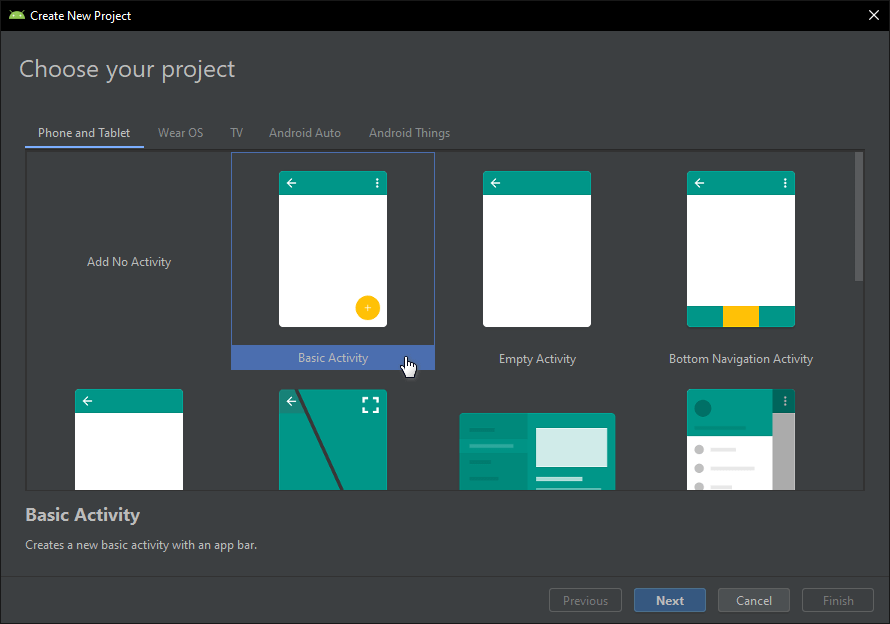 Create New Project
Choose your project
Phone and Tablet Wear OS TV Android Auto Android Things
Add No Activity
Basic Activity Empty Activity Bottom Navigation Activity
Basic Activity
Creates a new basic activity with an app bar.
Previous Next Cancel Finish